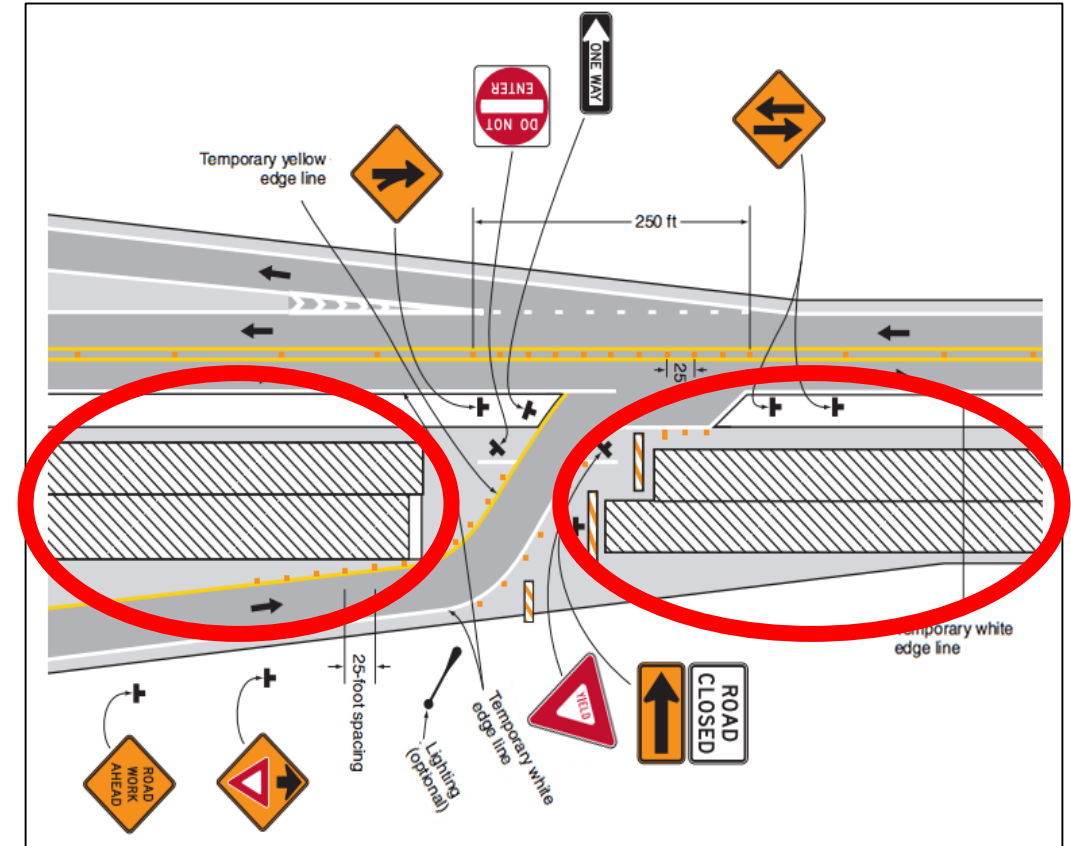 ONE WAY
DO NOT
ENTER
Temporary yellow
edge line
250 ft
25
Temporary white
edge line
25-foot spacing
Lighting
(optional)
Temporary white
edge line
YIELD
ROAD
CLOSED
ROAD
WORK
AHEAD